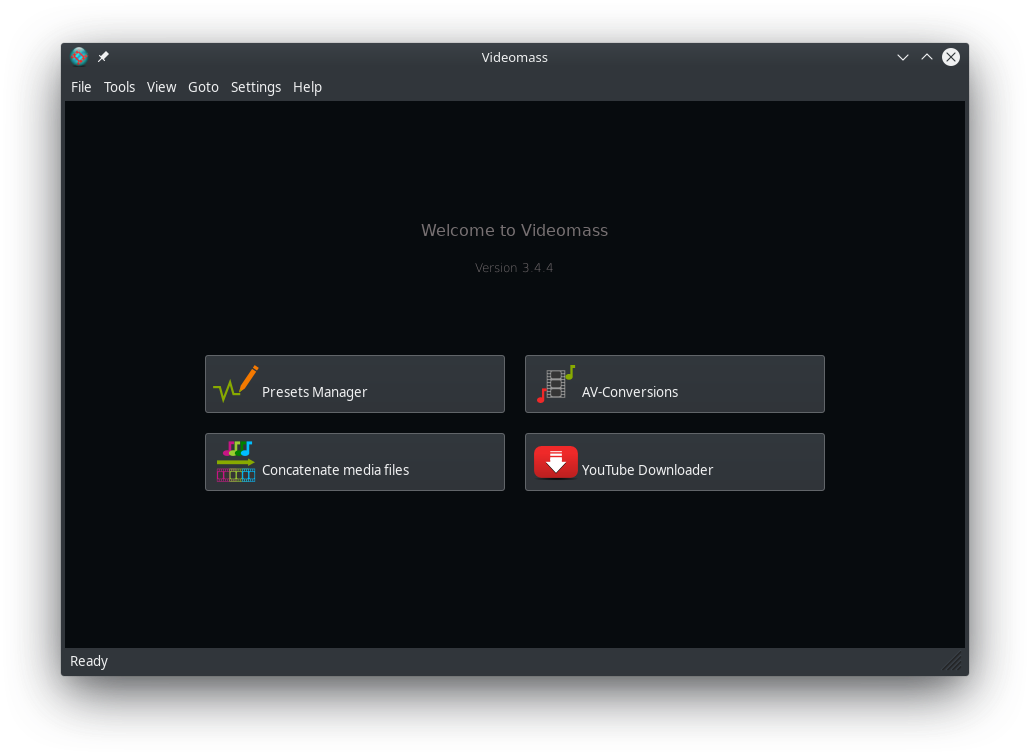 Videomass
File Tools View Goto Settings Help
Welcome to Videomass
Version 3.4.4
Presets Manager
AV-Conversions
Concatenate media files
YouTube Downloader
Ready